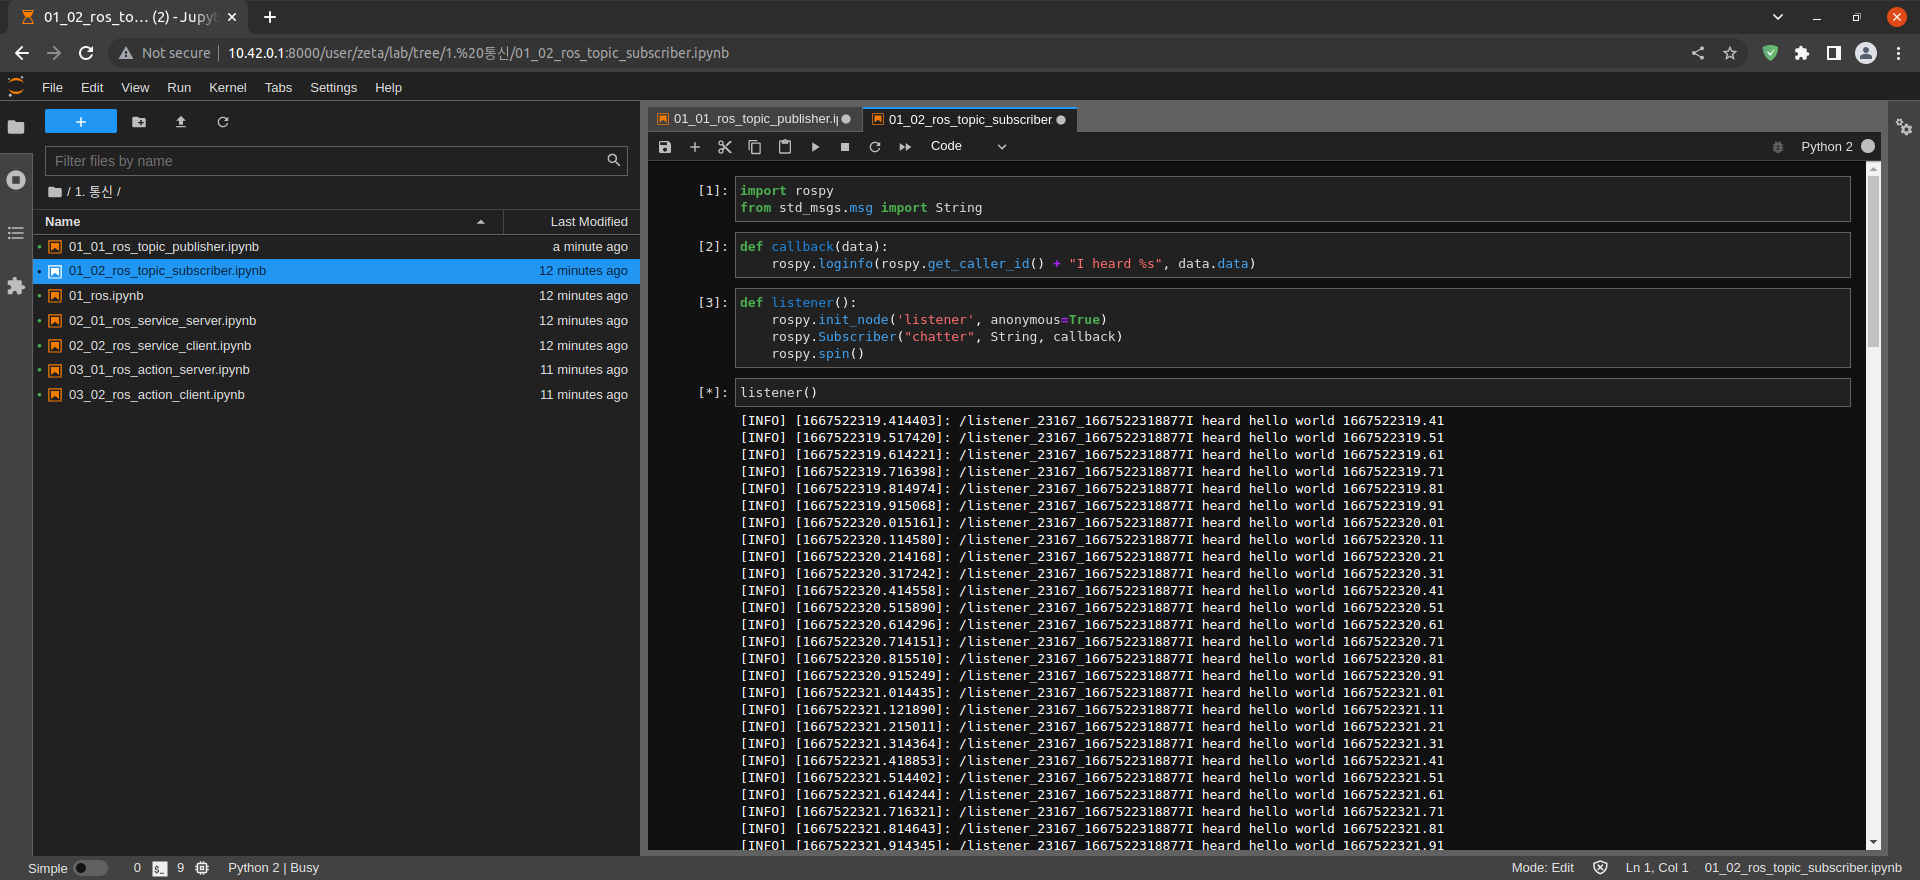 01_02_ros_to… (2) - Jupyt
Not secure 10.42.0.1:8000/user/zeta/lab/tree/1.%20통신/01_02_ros_topic_subscriber.ipynb
File Edit View Run Kernel Tabs Settings Help
Filter files by name
/ 1. 통신 /
Name Last Modified
01_01_ros_topic_publisher.ipynb a minute ago
01_02_ros_topic_subscriber.ipynb 12 minutes ago
01_ros.ipynb 12 minutes ago
02_01_ros_service_server.ipynb 12 minutes ago
02_02_ros_service_client.ipynb 12 minutes ago
03_01_ros_action_server.ipynb 11 minutes ago
03_02_ros_action_client.ipynb 11 minutes ago
01_01_ros_topic_publisher.i 01_02_ros_topic_subscriber
Code Python 2
[1]: import rospy
from std_msgs.msg import String
[2]: def callback(data):
rospy.loginfo(rospy.get_caller_id() + "I heard %s", data.data)
[3]: def listener():
rospy.init_node('listener', anonymous=True)
rospy.Subscriber("chatter", String, callback)
rospy.spin()
[*]: listener()
[INFO] [1667522319.414403]: /listener_23167_1667522318877I heard hello world 1667522319.41
[INFO] [1667522319.517420]: /listener_23167_1667522318877I heard hello world 1667522319.51
[INFO] [1667522319.614221]: /listener_23167_1667522318877I heard hello world 1667522319.61
[INFO] [1667522319.716398]: /listener_23167_1667522318877I heard hello world 1667522319.71
[INFO] [1667522319.814974]: /listener_23167_1667522318877I heard hello world 1667522319.81
[INFO] [1667522319.915068]: /listener_23167_1667522318877I heard hello world 1667522319.91
[INFO] [1667522320.015161]: /listener_23167_1667522318877I heard hello world 1667522320.01
[INFO] [1667522320.114580]: /listener_23167_1667522318877I heard hello world 1667522320.11
[INFO] [1667522320.214168]: /listener_23167_1667522318877I heard hello world 1667522320.21
[INFO] [1667522320.317242]: /listener_23167_1667522318877I heard hello world 1667522320.31
[INFO] [1667522320.414558]: /listener_23167_1667522318877I heard hello world 1667522320.41
[INFO] [1667522320.515890]: /listener_23167_1667522318877I heard hello world 1667522320.51
[INFO] [1667522320.614296]: /listener_23167_1667522318877I heard hello world 1667522320.61
[INFO] [1667522320.714151]: /listener_23167_1667522318877I heard hello world 1667522320.71
[INFO] [1667522320.815510]: /listener_23167_1667522318877I heard hello world 1667522320.81
[INFO] [1667522320.915249]: /listener_23167_1667522318877I heard hello world 1667522320.91
[INFO] [1667522321.014435]: /listener_23167_1667522318877I heard hello world 1667522321.01
[INFO] [1667522321.121890]: /listener_23167_1667522318877I heard hello world 1667522321.11
[INFO] [1667522321.215011]: /listener_23167_1667522318877I heard hello world 1667522321.21
[INFO] [1667522321.314364]: /listener_23167_1667522318877I heard hello world 1667522321.31
[INFO] [1667522321.418853]: /listener_23167_1667522318877I heard hello world 1667522321.41
[INFO] [1667522321.514402]: /listener_23167_1667522318877I heard hello world 1667522321.51
[INFO] [1667522321.614244]: /listener_23167_1667522318877I heard hello world 1667522321.61
[INFO] [1667522321.716321]: /listener_23167_1667522318877I heard hello world 1667522321.71
[INFO] [1667522321.814643]: /listener_23167_1667522318877I heard hello world 1667522321.81
[INFO] [1667522321.914345]: /listener_23167_1667522318877I heard hello world 1667522321.91
Simple 0 9 Python 2 | Busy Mode: Edit Ln 1, Col 1 01_02_ros_topic_subscriber.ipynb